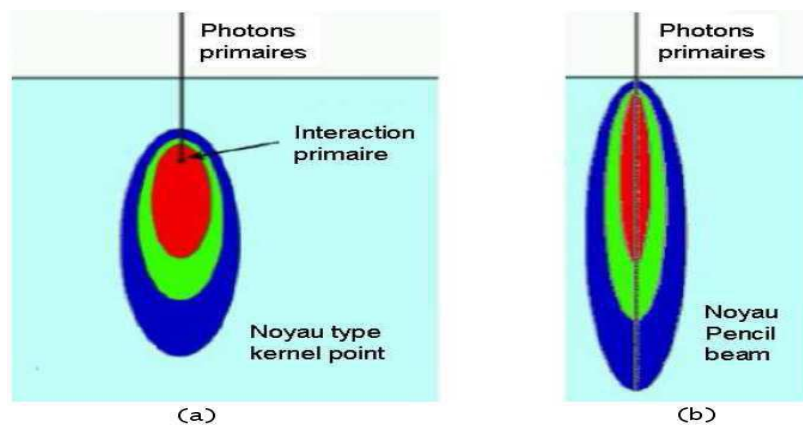 Photons
primaires
Interaction
primaire
Noyau type
kernel point
(a)
Photons
primaires
Noyau
Pencil
beam
(b)